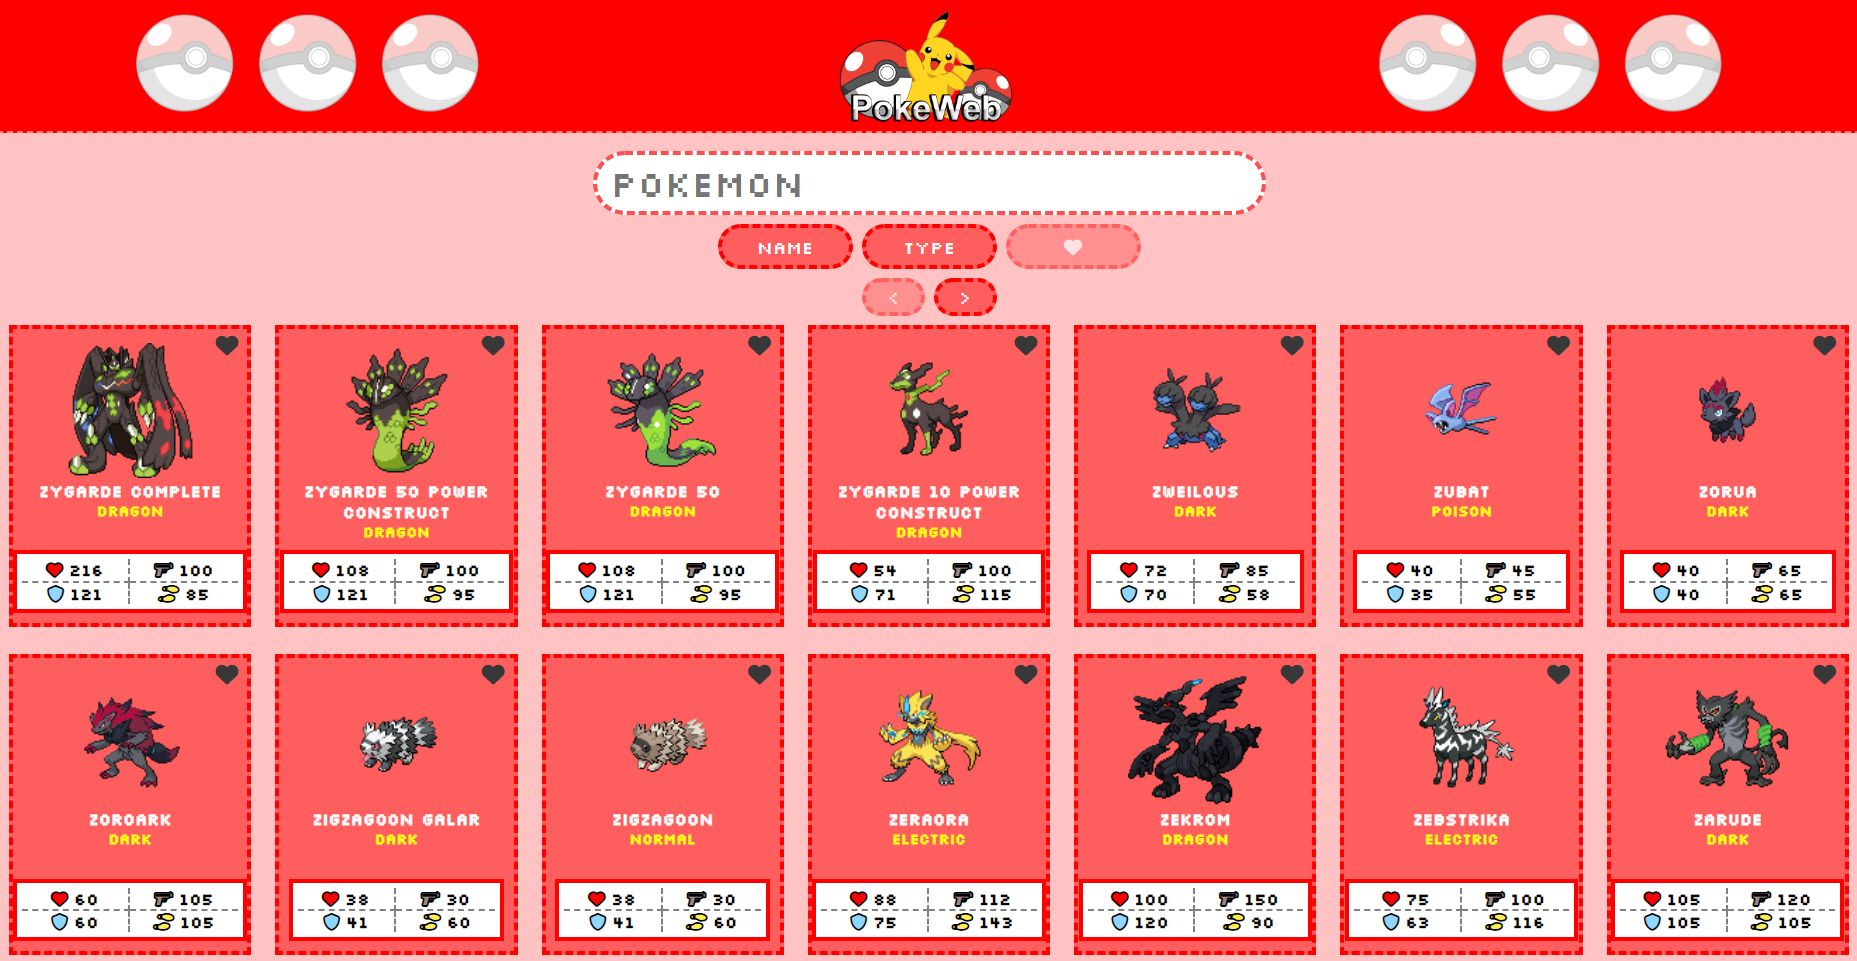 PokeWeb
POKEMON
NAME
TYPE
<
>
ZYGARDE COMPLETE
DRAGON
216
100
121
85
ZYGARDE 50 POWER
CONSTRUCT
DRAGON
108
100
121
95
ZYGARDE 50
DRAGON
108
100
121
95
ZYGARDE 10 POWER
CONSTRUCT
DRAGON
54
100
71
115
ZWEILOUS
DARK
72
85
70
58
ZUBAT
POISON
40
45
35
55
ZORUA
DARK
40
65
40
65
ZOROARK
DARK
60
105
60
105
ZIGZAGOON GALAR
DARK
38
30
41
60
ZIGZAGOON
NORMAL
38
30
41
60
ZERAORA
ELECTRIC
88
112
75
143
ZEKROM
DRAGON
100
150
120
90
ZEBSTRIKA
ELECTRIC
75
100
63
116
ZARUDE
DARK
105
120
105
105